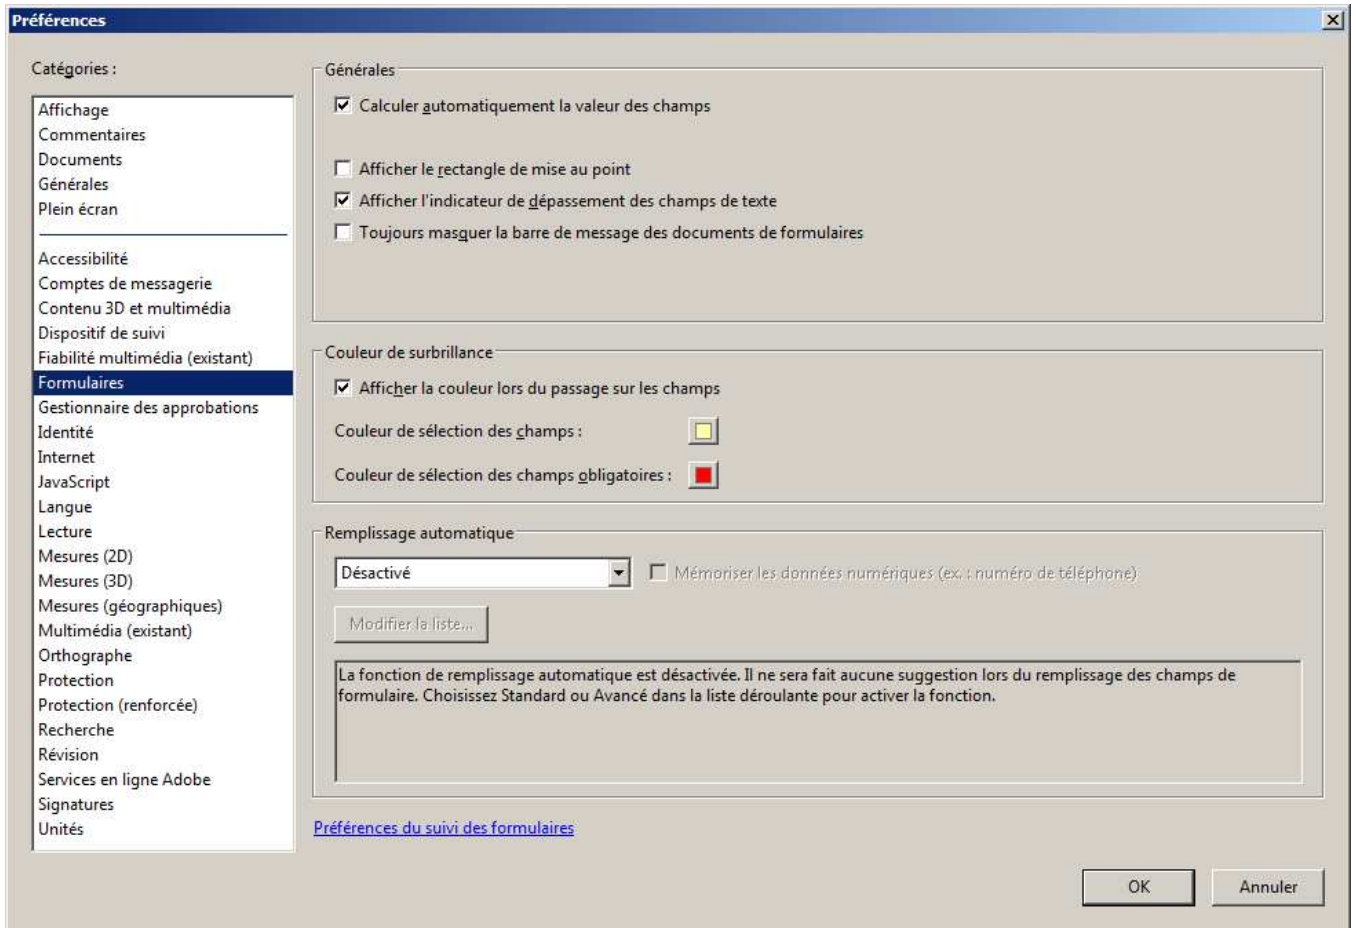 Préférences
Catégories :
Affichage
Commentaires
Documents
Générales
Plein écran
Accessibilité
Comptes de messagerie
Contenu 3D et multimédia
Dispositif de suivi
Fiabilité multimédia (existant)
Formulaires
Gestionnaire des approbations
Identité
Internet
JavaScript
Langue
Lecture
Mesures (2D)
Mesures (3D)
Mesures (géographiques)
Multimédia (existant)
Orthographe
Protection
Protection (renforcée)
Recherche
Révision
Services en ligne Adobe
Signatures
Unités
Générales
Calculer automatiquement la valeur des champs
Afficher le rectangle de mise au point
Afficher l'indicateur de dépassement des champs de texte
Toujours masquer la barre de message des documents de formulaires
Couleur de surbrillance
Afficher la couleur lors du passage sur les champs
Couleur de sélection des champs :
Couleur de sélection des champs obligatoires :
Remplissage automatique
Désactivé
Mémoriser les données numériques (ex. : numéro de téléphone)
Modifier la liste...
La fonction de remplissage automatique est désactivée. Il ne sera fait aucune suggestion lors du remplissage des champs de
formulaire. Choisissez Standard ou Avancé dans la liste déroulante pour activer la fonction.
Préférences du suivi des formulaires
OK
Annuler